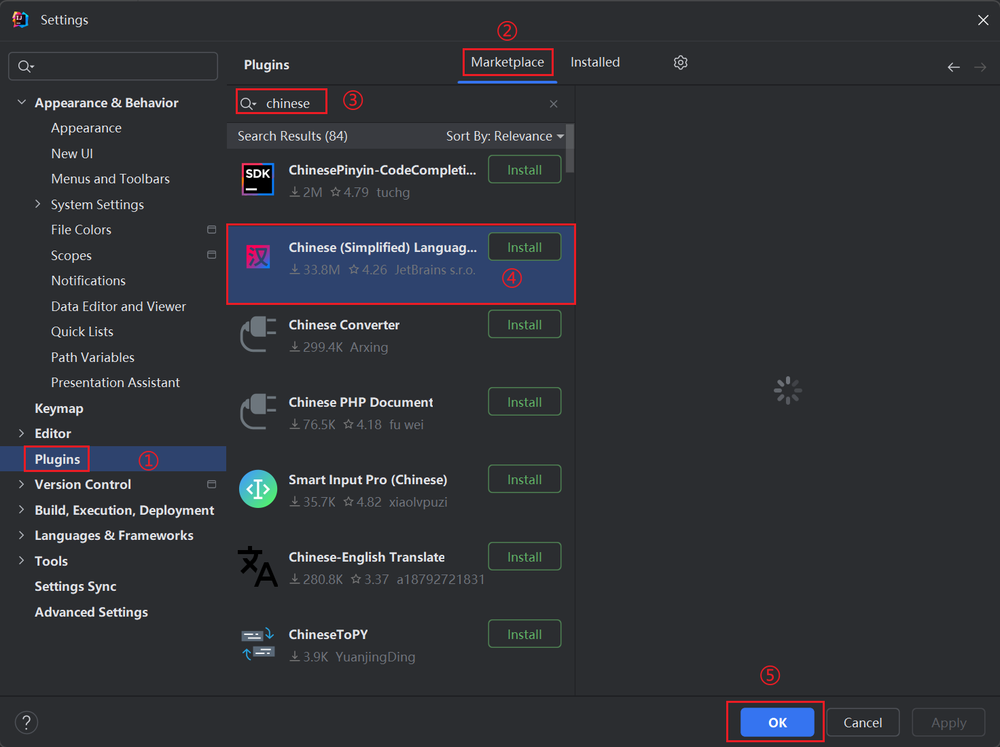 Settings
②
Plugins
Marketplace
Installed
③
chinese
Appearance & Behavior
Appearance
New UI
Menus and Toolbars
System Settings
File Colors
Scopes
Notifications
Data Editor and Viewer
Quick Lists
Path Variables
Presentation Assistant
Keymap
Editor
Plugins
①
Version Control
Build, Execution, Deployment
Languages & Frameworks
Tools
Settings Sync
Advanced Settings
Search Results (84)
Sort By: Relevance
SDK
ChinesePinyin-CodeCompleti...
Install
2M 4.79 tuchg
汉
Chinese (Simplified) Languag...
Install
33.8M 4.26 JetBrains s.r.o.
④
Chinese Converter
Install
299.4K Arxing
Chinese PHP Document
Install
76.5K 4.18 fu wei
Smart Input Pro (Chinese)
Install
35.7K 4.82 xiaolvpuzi
文A
Chinese-English Translate
Install
280.8K 3.37 a18792721831
ChineseToPY
Install
3.9K YuanjingDing
⑤
?
OK
Cancel
Apply